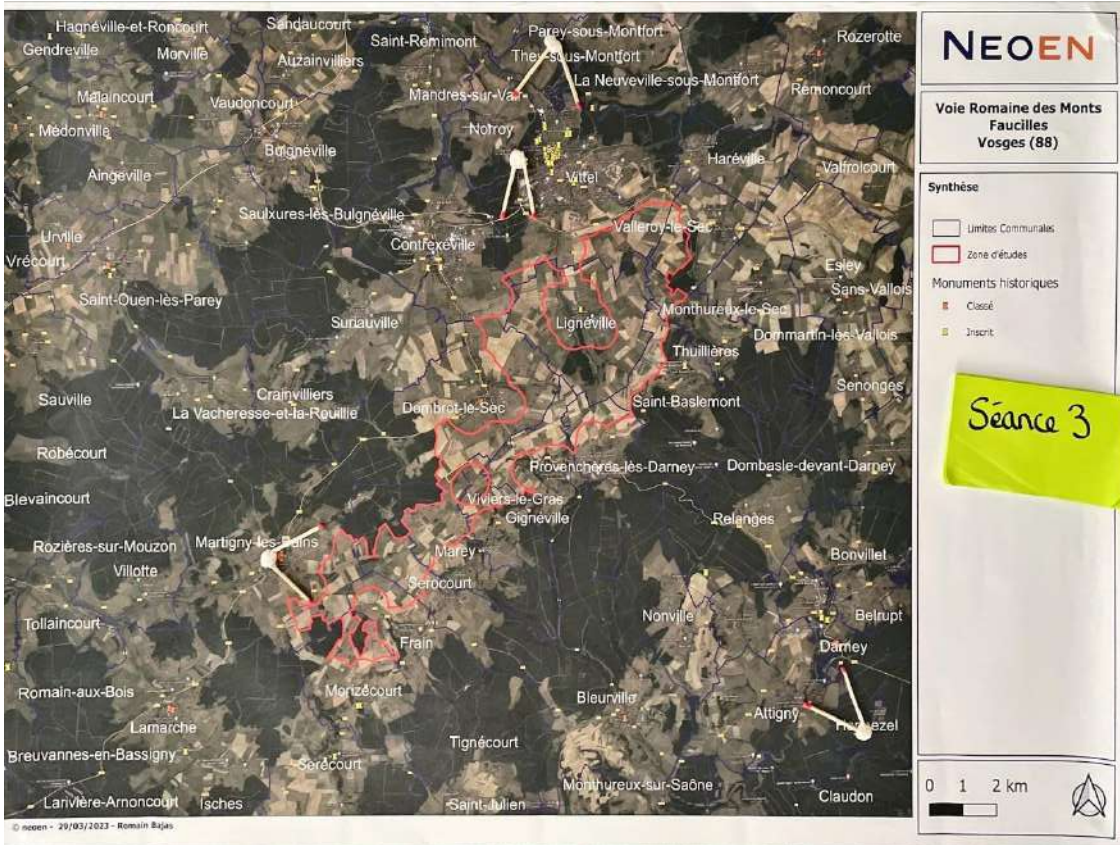 Hagnéville-et-Roncourt
Sandaucourt
Parey-sous-Montfort
Rozerotte
Gendreville
Morville
Saint-Remimont
They-sous-Montfort
Auzainvilliers
La Neuveville-sous-Montfort
Malaincourt
Vaudoncourt
Remoncourt
Médonville
Norroy
Bulgnéville
Haréville
Valfroicourt
Aingeville
Vittel
Saulxures-lès-Bulgnéville
Valleroy-le-Sec
Urville
Contrexéville
Vrécourt
Esley
Sans-Vallois
Saint-Ouen-lès-Parey
Monthureux-le-Sec
Suriauville
Lignéville
Dommartin-lès-Vallois
Thuillières
Crainvilliers
Senonges
Sauville
La Vacheresse-et-la-Rouillie
Dombrot-le-Sec
Saint-Baslemont
Robécourt
Provenchères-lès-Darney
Dombasle-devant-Darney
Blevaincourt
Viviers-le-Gras
Gignéville
Relanges
Rozières-sur-Mouzon
Martigny-les-Bains
Marey
Bonvillet
Villotte
Serocourt
Tollaincourt
Nonville
Belrupt
Frain
Darney
Romain-aux-Bois
Morizécourt
Bleurville
Attigny
Lamarche
Tignécourt
Breuvannes-en-Bassigny
Serécourt
Monthureux-sur-Saône
Claudon
Larivière-Arnoncourt
Isches
Saint-Julien
© neoen - 29/03/2023 - Romain Bajas
NEOEN
Voie Romaine des Monts
Faucilles
Vosges (88)
Synthèse
Limites Communales
Zone d'études
Monuments historiques
Classé
Inscrit
Séance 3
0 1 2 km